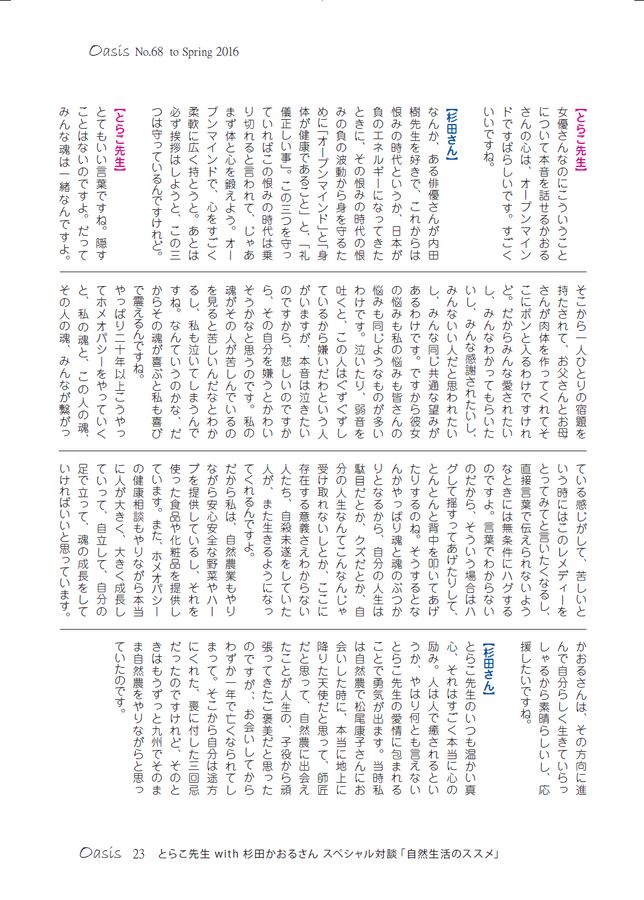 Oasis No.68 to Spring 2016
【とらこ先生】
女優さんなのにこういうこと
について本音を話せるかおる
さんの心は、オープンマイン
ドですばらしいです。すごく
いいですね。
【杉田さん】
なんか、ある俳優さんが内田
樹先生を好きで、これからは
恨みの時代というか、日本が
負のエネルギーになってきた
ときに、その恨みの時代の恨
みの負の波動から身を守るた
めに「オープンマインド」と「身
体が健康であること」と、「礼
儀正しい事」。この三つを守っ
ていればこの恨みの時代は乗
り切れると言われて、じゃあ
まず体と心を鍛えよう。オー
プンマインドで、心をすごく
柔軟に広く持とうと。あとは
必ず挨拶はしようと、この三
つは守っているんですけれど。
【とらこ先生】
とてもいい言葉ですね。隠す
ことはないのですよ。だって
みんな魂は一緒なんですよ。
そこから一人ひとりの宿題を
持たされて、お父さんとお母
さんが肉体を作ってくれてそ
こにポンと入るわけですけれ
ど。だからみんな愛されたい
し、みんなわかってもらいた
いし、みんな感謝されたいし、
みんないい人だと思われたい
し、みんな同じ共通な望みが
あるわけです。ですから彼女
の悩みも私の悩みも皆さんの
悩みも同じようなものが多い
わけです。泣いたり、弱音を
吐くと、この人はぐずぐずし
ているから嫌いだわという人
がいますが、本音は泣きたい
のですから、悲しいのですか
ら、その自分を嫌うとかわい
そうかなと思うのです。私の
魂がその人が苦しんでいるの
を見ると苦しいんだなとわか
るし、私も泣いてしまうんで
すね。なんていうのかな、だ
からその魂が喜ぶと私も喜び
で震えるんですね。
やっぱり二十年以上こうやっ
てホメオパシーをやっていく
と、私の魂と、この人の魂、
その人の魂、みんなが繋がっ
ている感じがして、苦しいと
いう時にはこのレメディーを
とってみてと言いたくなるし、
直接言葉で伝えられないよう
なときには無条件にハグする
のですよ。言葉でわからない
のだから、そういう場合はハ
グして揺すってあげたりして、
とんとんと背中を叩いてあげ
たりするのね。そうするとな
んかやっぱり魂と魂のぶつか
りとなるから、自分の人生は
駄目だとか、クズだとか、自
分の人生なんてこんなんじゃ
受け取れないしとか、ここに
存在する意義さえわからない
人たち、自殺未遂をしていた
人が、また生きるようになっ
てくれるんですよ。
だから私は、自然農業もやり
ながら安心安全な野菜やハー
ブを提供しているし、それを
使った食品や化粧品を提供し
ています。また、ホメオパシー
の健康相談もやりながら本当
に人が大きく、大きく成長し
ていって、自立して、自分の
足で立って、魂の成長をして
いければいいと思っています。
かおるさんは、その方向に進
んで自分らしく生きていらっ
しゃるから素晴らしいし、応
援したいですね。
【杉田さん】
とらこ先生のいつも温かい真
心、それはすごく本当に心の
励み。人は人で癒されるとい
うか、やはり何とも言えない
とらこ先生の愛情に包まれる
ことで勇気が出ます。当時私
は自然農で松尾康子さんにお
会いした時に、本当に地上に
降りた天使だと思って、師匠
だと思って、自然農に出会え
たことが人生の、子役から頑
張ってきたご褒美だと思った
のですが、お会いしてから
わずか一年で亡くなられてし
まって。そこから自分は途方
にくれた、喪に付した三回忌
だったのですけれど、そのと
きはもうずっと九州でそのま
ま自然農をやりながらと思っ
ていたのです。
Oasis 23 とらこ先生 with 杉田かおるさん スペシャル対談「自然生活のススメ」